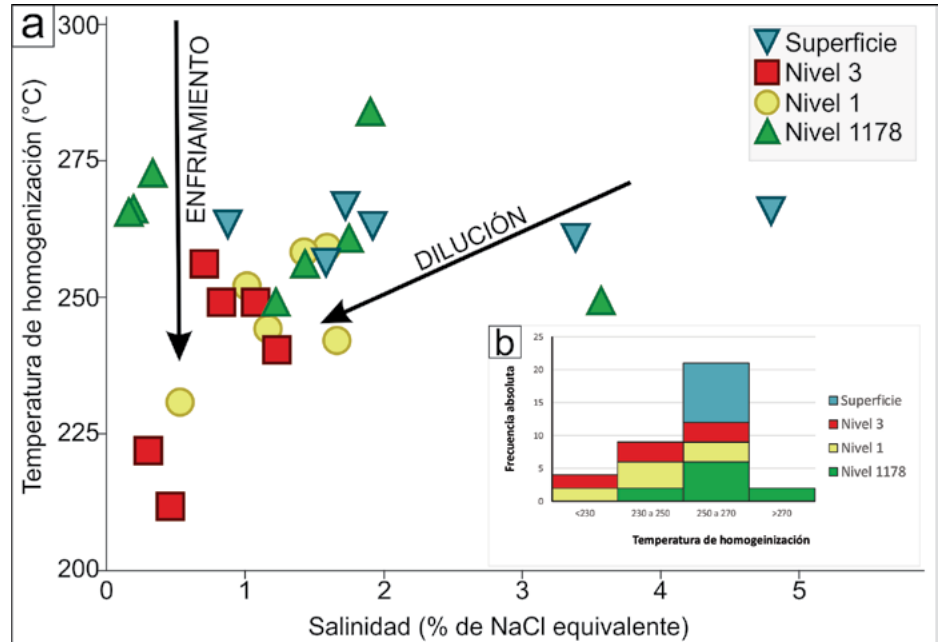 a
300
275
250
225
200
Temperatura de homogenización (°C)
ENFRIAMIENTO
DILUCIÓN
Superficie
Nivel 3
Nivel 1
Nivel 1178
0
1
2
3
4
5
Salinidad (% de NaCl equivalente)
b
25
20
15
10
5
0
Frecuencia absoluta
<230
230 a 250
250 a 270
>270
Temperatura de homogeinización
Superficie
Nivel 3
Nivel 1
Nivel 1178